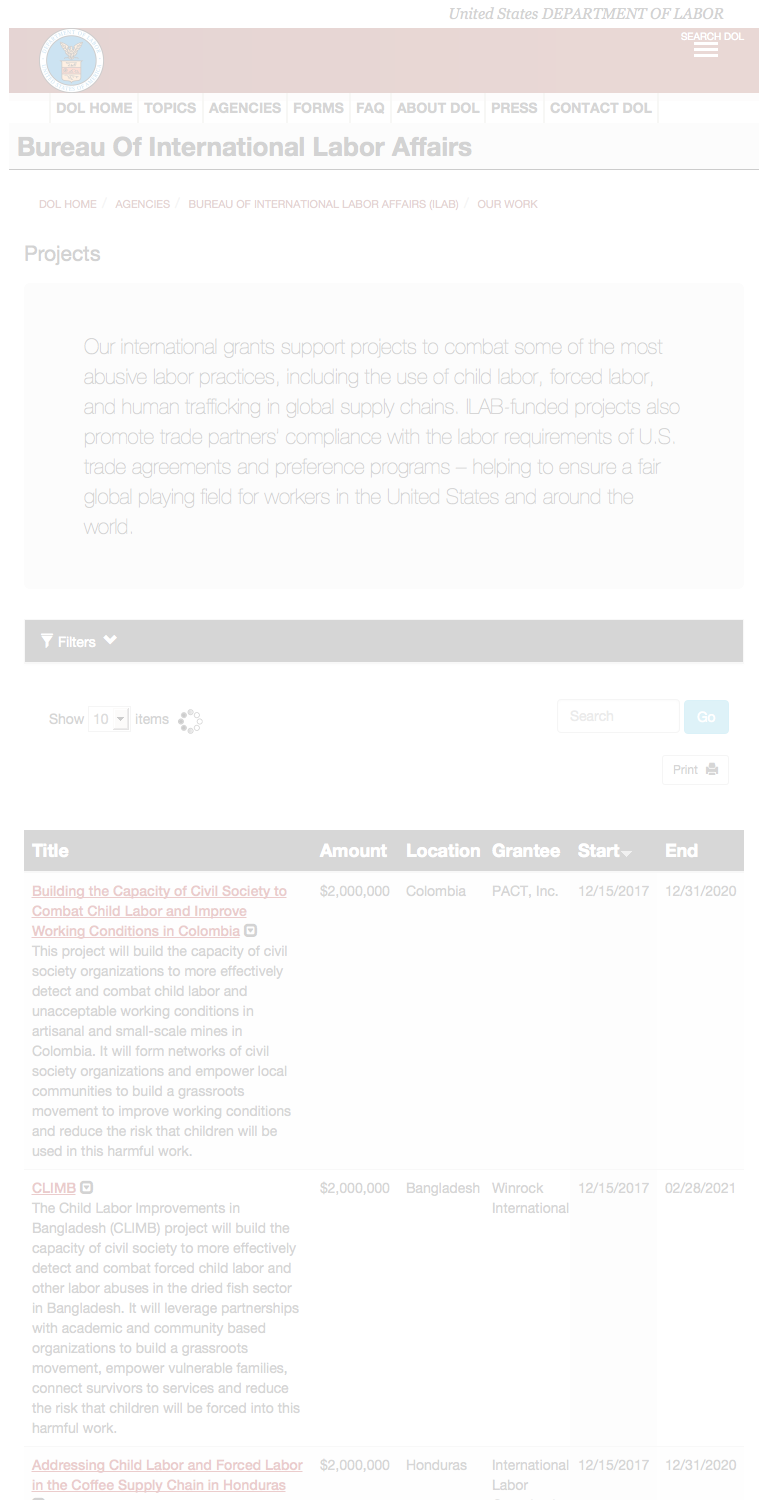 United States DEPARTMENT OF LABOR
SEARCH DOL
DOL HOME TOPICS AGENCIES FORMS FAQ ABOUT DOL PRESS CONTACT DOL
Bureau Of International Labor Affairs
DOL HOME / AGENCIES / BUREAU OF INTERNATIONAL LABOR AFFAIRS (ILAB) / OUR WORK
Projects
Our international grants support projects to combat some of the most
abusive labor practices, including the use of child labor, forced labor,
and human trafficking in global supply chains. ILAB-funded projects also
promote trade partners' compliance with the labor requirements of U.S.
trade agreements and preference programs – helping to ensure a fair
global playing field for workers in the United States and around the
world.
Filters
Show 10 items
Search Go
Print
Title Amount Location Grantee Start End
Building the Capacity of Civil Society to $2,000,000 Colombia PACT, Inc. 12/15/2017 12/31/2020
Combat Child Labor and Improve
Working Conditions in Colombia
This project will build the capacity of civil
society organizations to more effectively
detect and combat child labor and
unacceptable working conditions in
artisanal and small-scale mines in
Colombia. It will form networks of civil
society organizations and empower local
communities to build a grassroots
movement to improve working conditions
and reduce the risk that children will be
used in this harmful work.
CLIMB $2,000,000 Bangladesh Winrock 12/15/2017 02/28/2021
International
The Child Labor Improvements in
Bangladesh (CLIMB) project will build the
capacity of civil society to more effectively
detect and combat forced child labor and
other labor abuses in the dried fish sector
in Bangladesh. It will leverage partnerships
with academic and community based
organizations to build a grassroots
movement, empower vulnerable families,
connect survivors to services and reduce
the risk that children will be forced into this
harmful work.
Addressing Child Labor and Forced Labor $2,000,000 Honduras International 12/15/2017 12/31/2020
in the Coffee Supply Chain in Honduras Labor